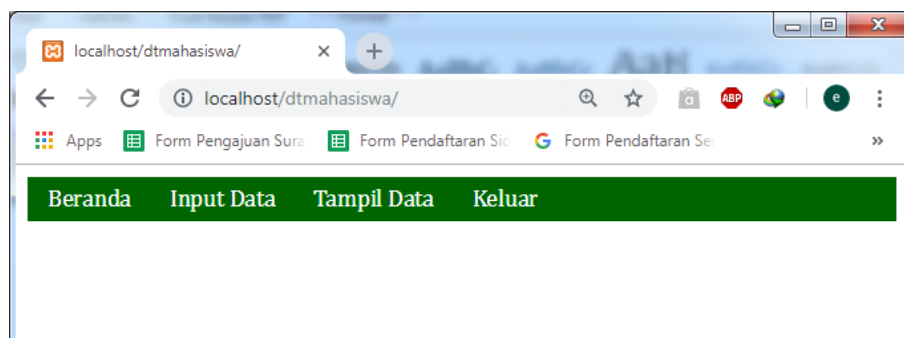 localhost/dtmahasiswa/
localhost/dtmahasiswa/
ABP
e
Apps Form Pengajuan Sura Form Pendaftaran Sid Form Pendaftaran Se
Beranda Input Data Tampil Data Keluar